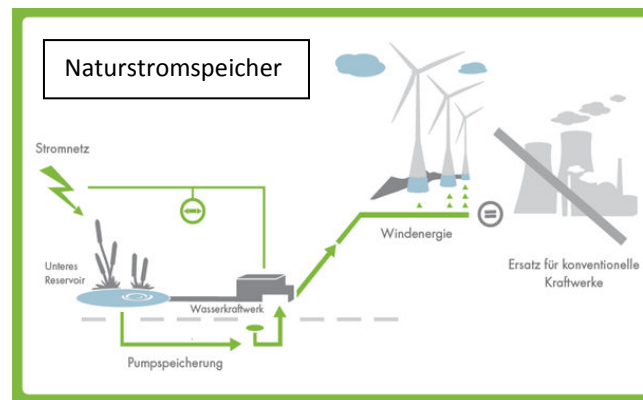 Naturstromspeicher
Stromnetz
Unteres
Reservoir
Wasserkraftwerk
Pumpspeicherung
Windenergie
Ersatz für konventionelle
Kraftwerke